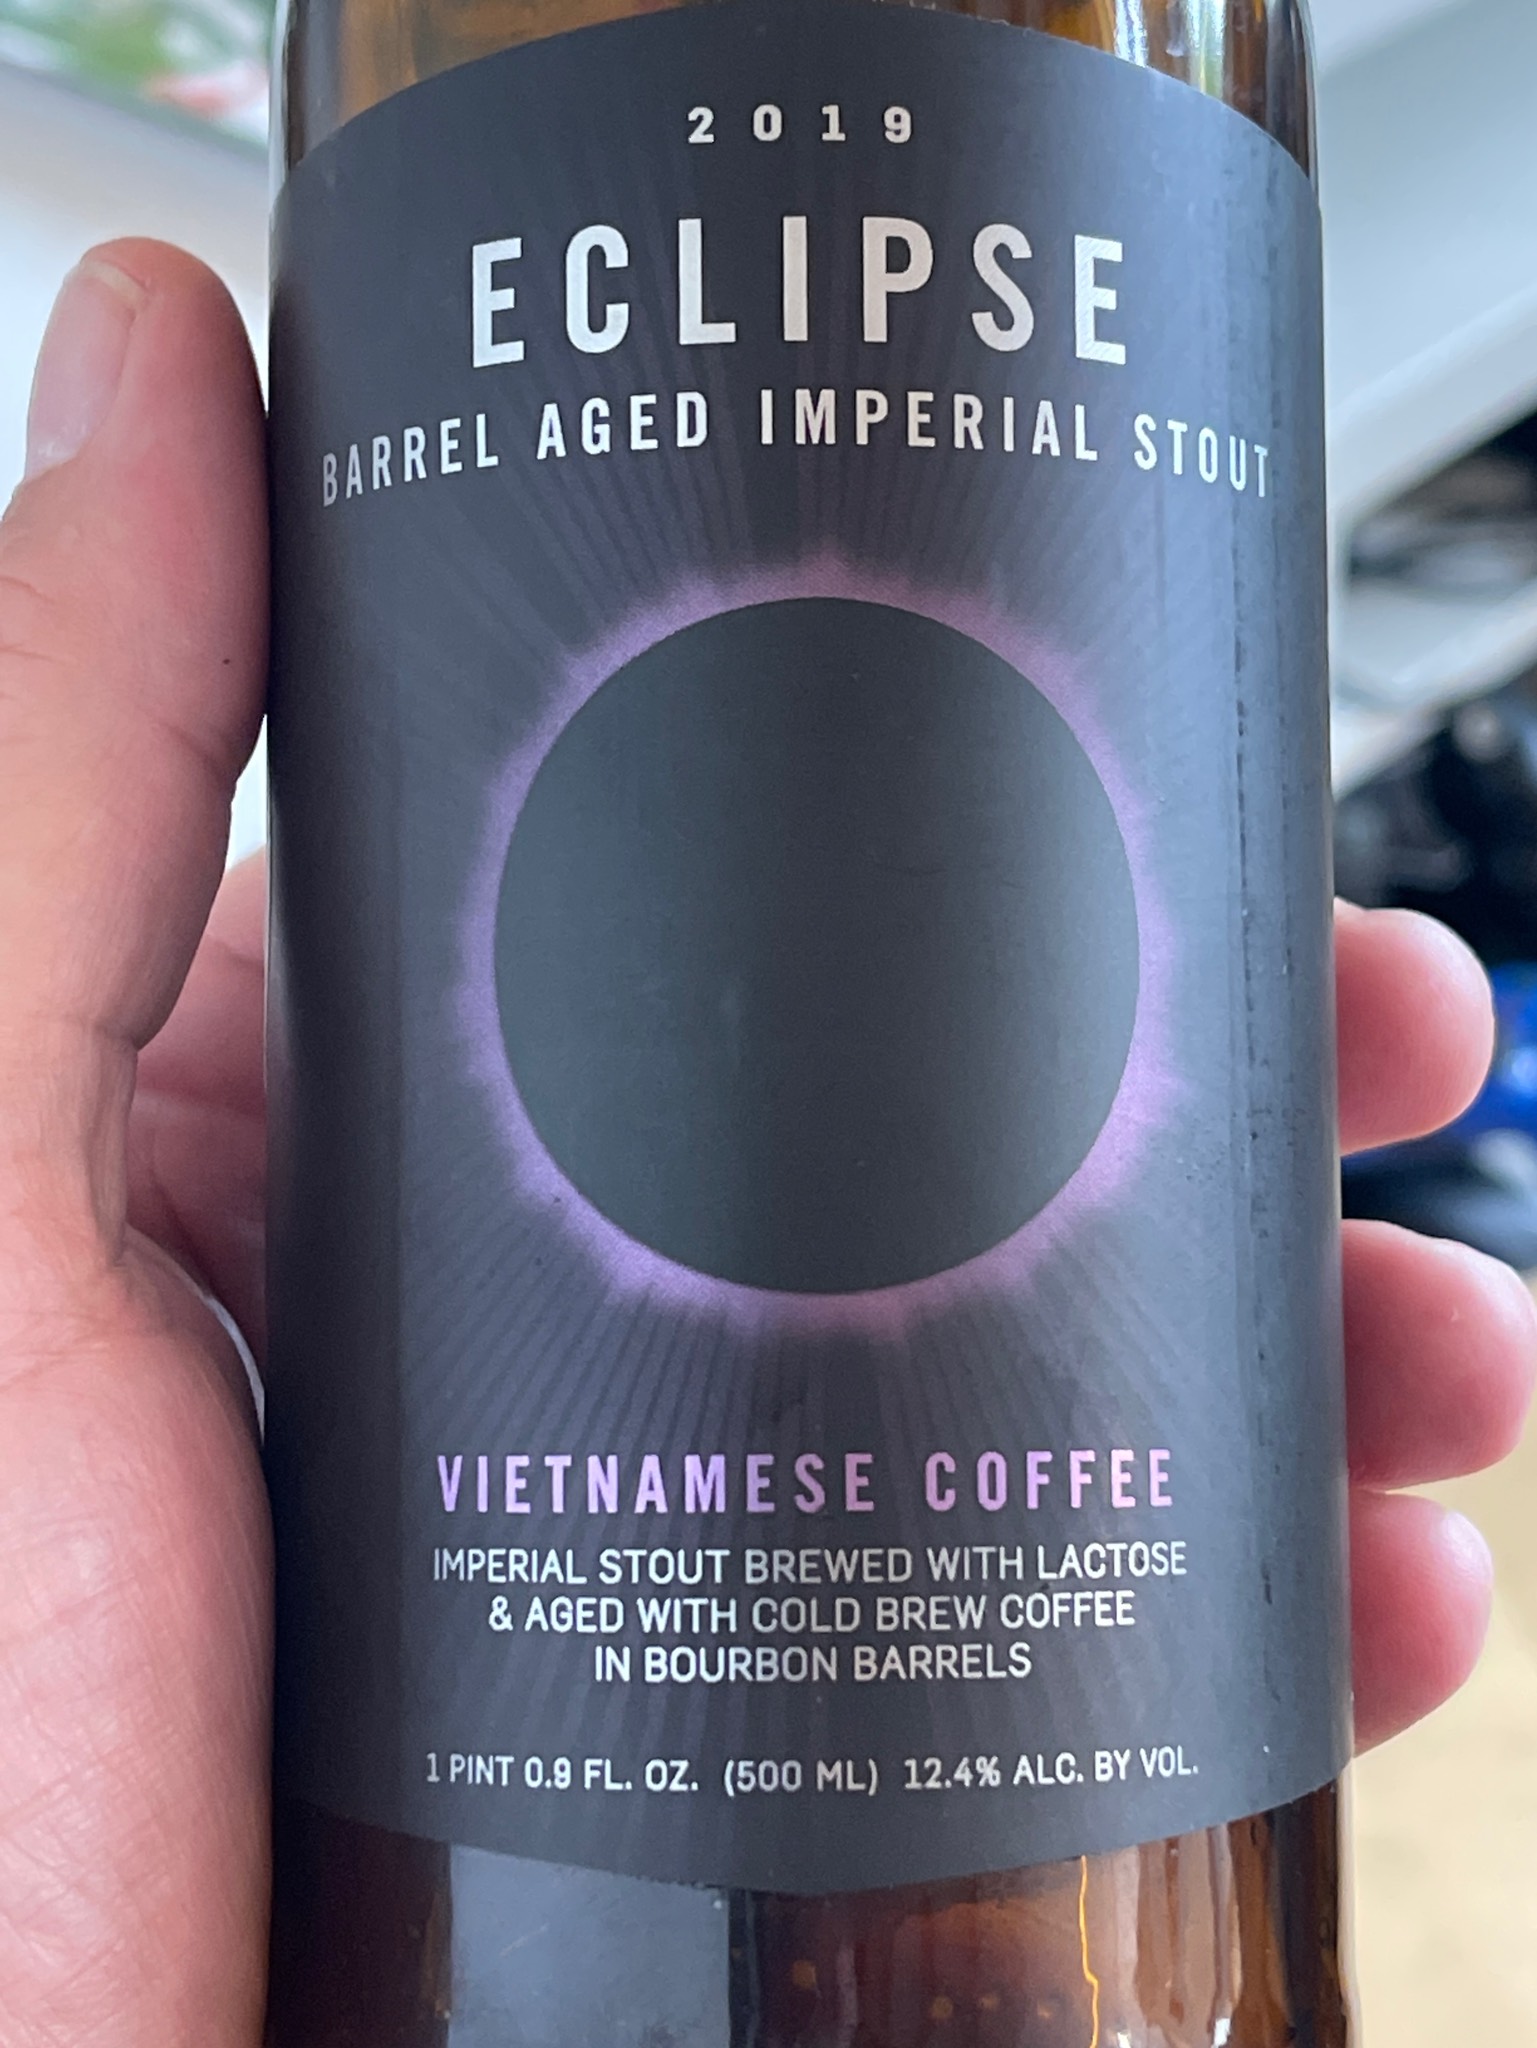 2019
ECLIPSE
BARREL AGED IMPERIAL STOUT
VIETNAMESE COFFEE
IMPERIAL STOUT BREWED WITH LACTOSE
& AGED WITH COLD BREW COFFEE
IN BOURBON BARRELS
1 PINT 0.9 FL. OZ. (500 ML) 12.4% ALC. BY VOL.